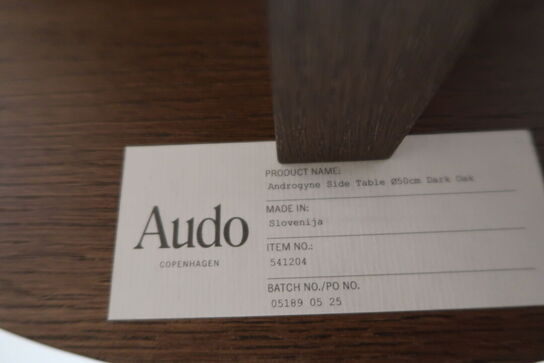 Audo
COPENHAGEN
PRODUCT NAME:
Androgyne Side Table Ø50cm Dark Oak
MADE IN:
Slovenija
ITEM NO.:
541204
BATCH NO./PO NO.
05189 05 25